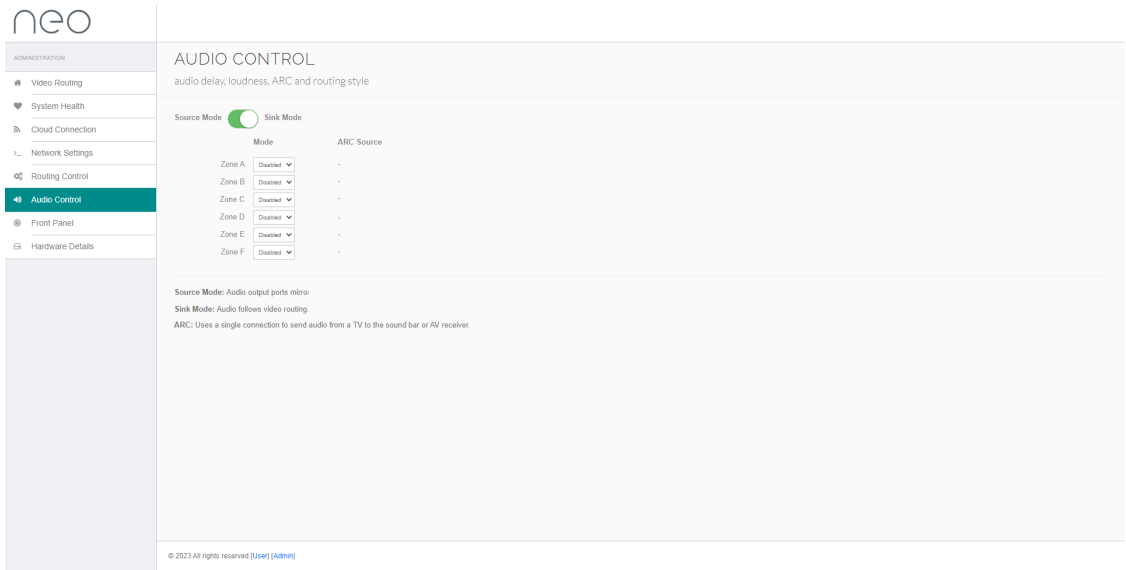 neo
ADMINISTRATION
Video Routing
System Health
Cloud Connection
Network Settings
Routing Control
Audio Control
Front Panel
Hardware Details
AUDIO CONTROL
audio delay, loudness, ARC and routing style
Source Mode Sink Mode
Mode ARC Source
Zone A Disabled -
Zone B Disabled -
Zone C Disabled -
Zone D Disabled -
Zone E Disabled -
Zone F Disabled -
Source Mode: Audio output ports
Sink Mode: Audio follows video routing.
ARC: Uses a single connection to send audio from a TV to the sound bar or AV receiver.
© 2023 All rights reserved [User] [Admin]